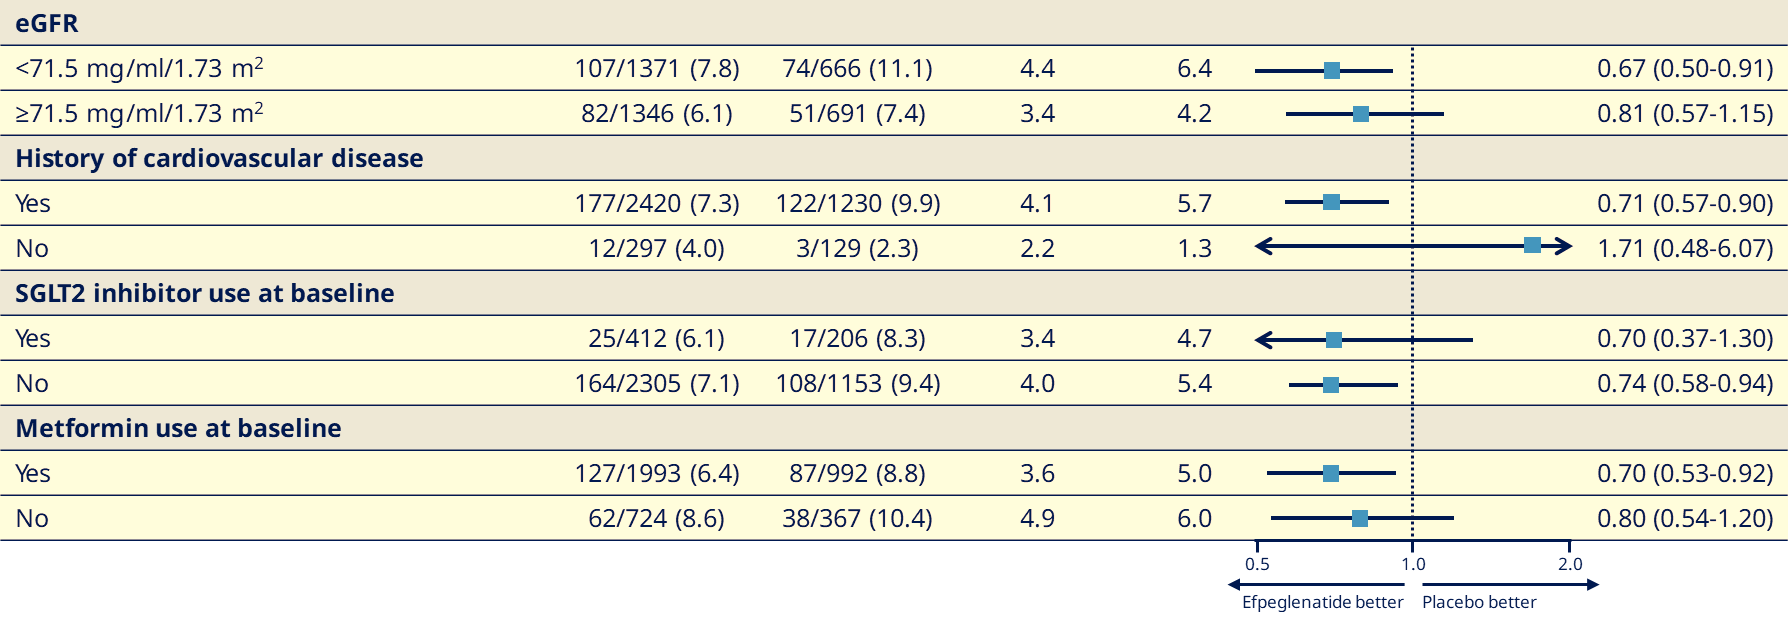 eGFR
<71.5 mg/ml/1.73 m² 107/1371 (7.8) 74/666 (11.1) 4.4 6.4 0.67 (0.50-0.91)
≥71.5 mg/ml/1.73 m² 82/1346 (6.1) 51/691 (7.4) 3.4 4.2 0.81 (0.57-1.15)
History of cardiovascular disease
Yes 177/2420 (7.3) 122/1230 (9.9) 4.1 5.7 0.71 (0.57-0.90)
No 12/297 (4.0) 3/129 (2.3) 2.2 1.3 1.71 (0.48-6.07)
SGLT2 inhibitor use at baseline
Yes 25/412 (6.1) 17/206 (8.3) 3.4 4.7 0.70 (0.37-1.30)
No 164/2305 (7.1) 108/1153 (9.4) 4.0 5.4 0.74 (0.58-0.94)
Metformin use at baseline
Yes 127/1993 (6.4) 87/992 (8.8) 3.6 5.0 0.70 (0.53-0.92)
No 62/724 (8.6) 38/367 (10.4) 4.9 6.0 0.80 (0.54-1.20)
0.5 1.0 2.0
Efpeglenatide better Placebo better